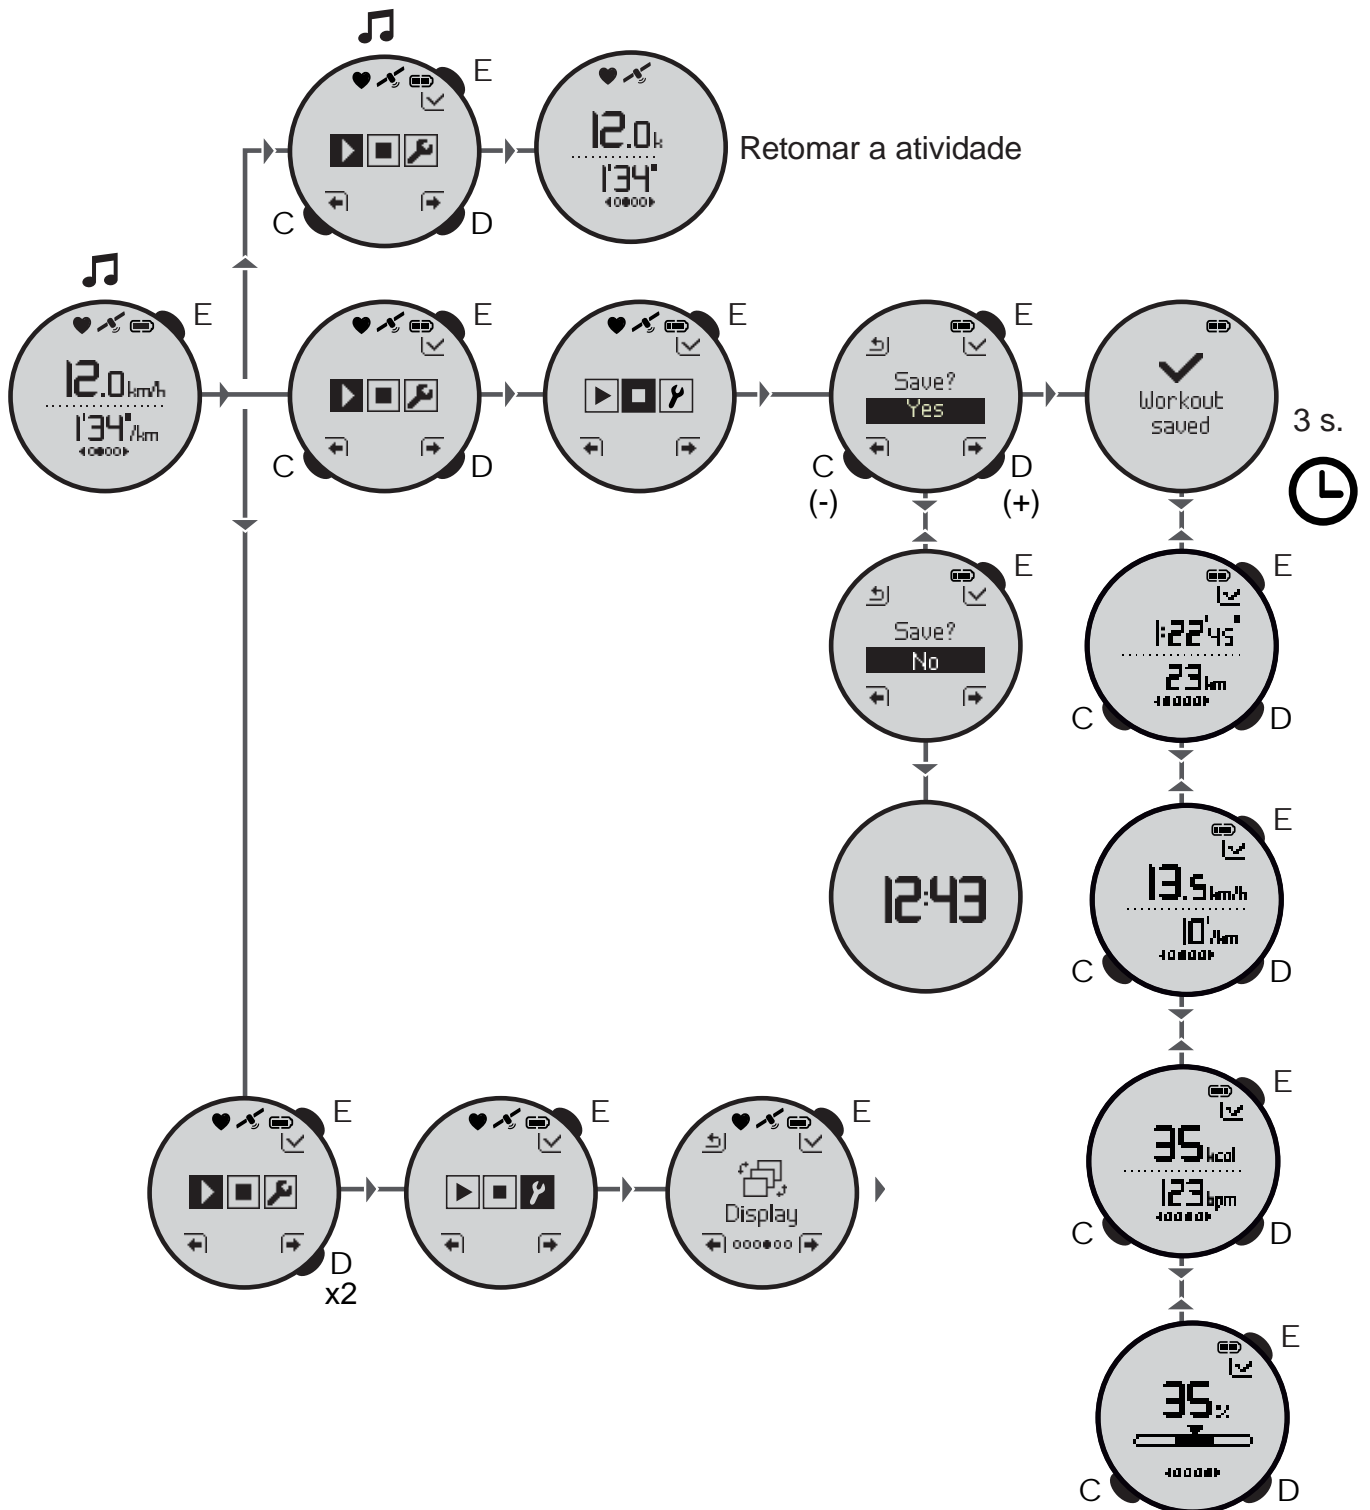 E
C
D
12.0k
1'34"
Retomar a atividade
E
12.0km/h
1'34"/km
E
C
D
E
E
Save?
Yes
C
(-)
D
(+)
Workout
saved
3 s.
E
Save?
No
E
1:22'45"
23km
C
D
12:43
E
13.5km/h
10'/km
C
D
E
D
x2
E
E
Display
E
35kcal
123bpm
C
D
E
35%
C
D